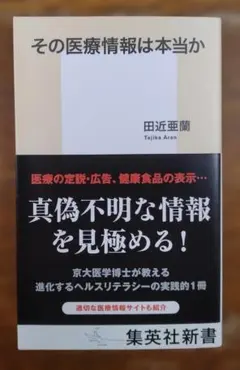 その医療情報は本当か
田近亜蘭
Tajika Aran
医療の定説・広告、健康食品の表示…
真偽不明な情報
を見極める!
京大医学博士が教える
進化するヘルスリテラシーの実践的1冊
適切な医療情報サイトも紹介
集英社新書